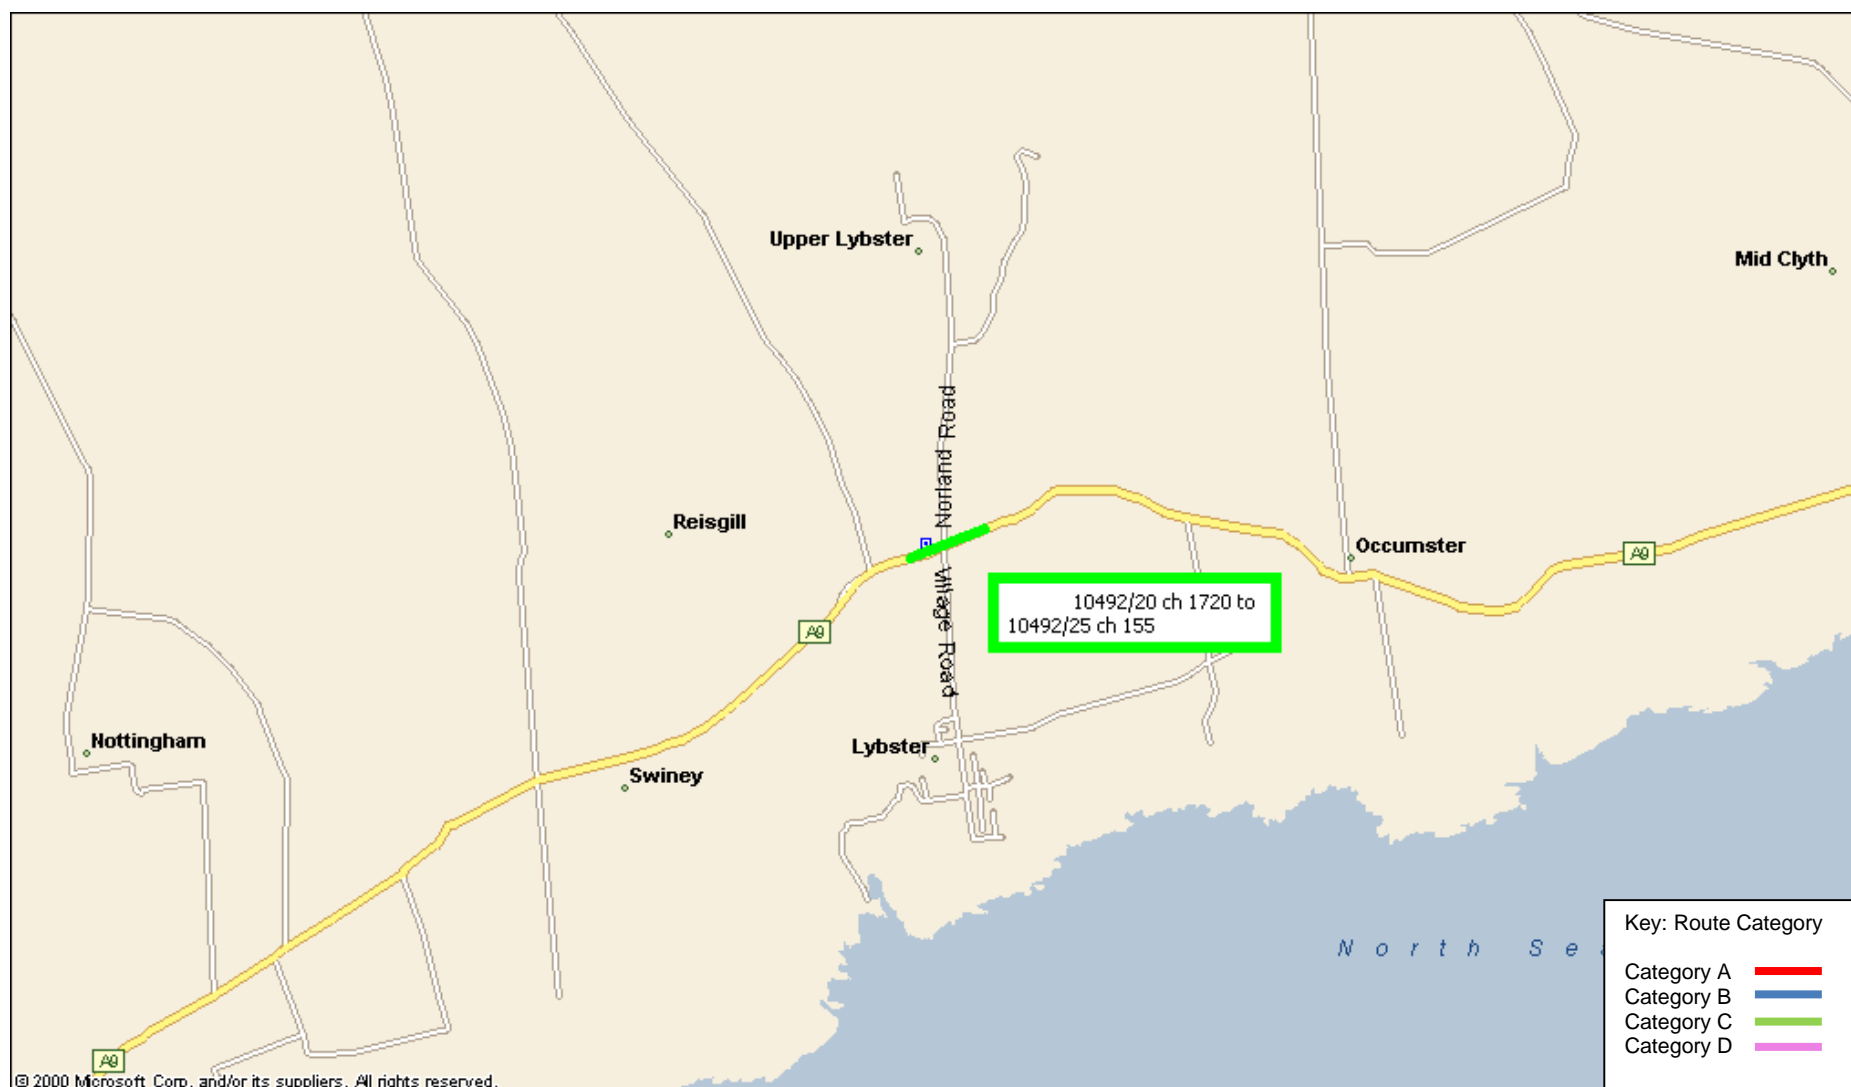 Upper Lybster
Mid Clyth
Norland Road
Reisgill
Occumster
A9
10492/20 ch 1720 to
10492/25 ch 155
Village Road
A9
Nottingham
Lybster
Swiney
Key: Route Category
North Sea
Category A
Category B
Category C
Category D
A9
© 2000 Microsoft Corp. and/or its suppliers. All rights reserved.